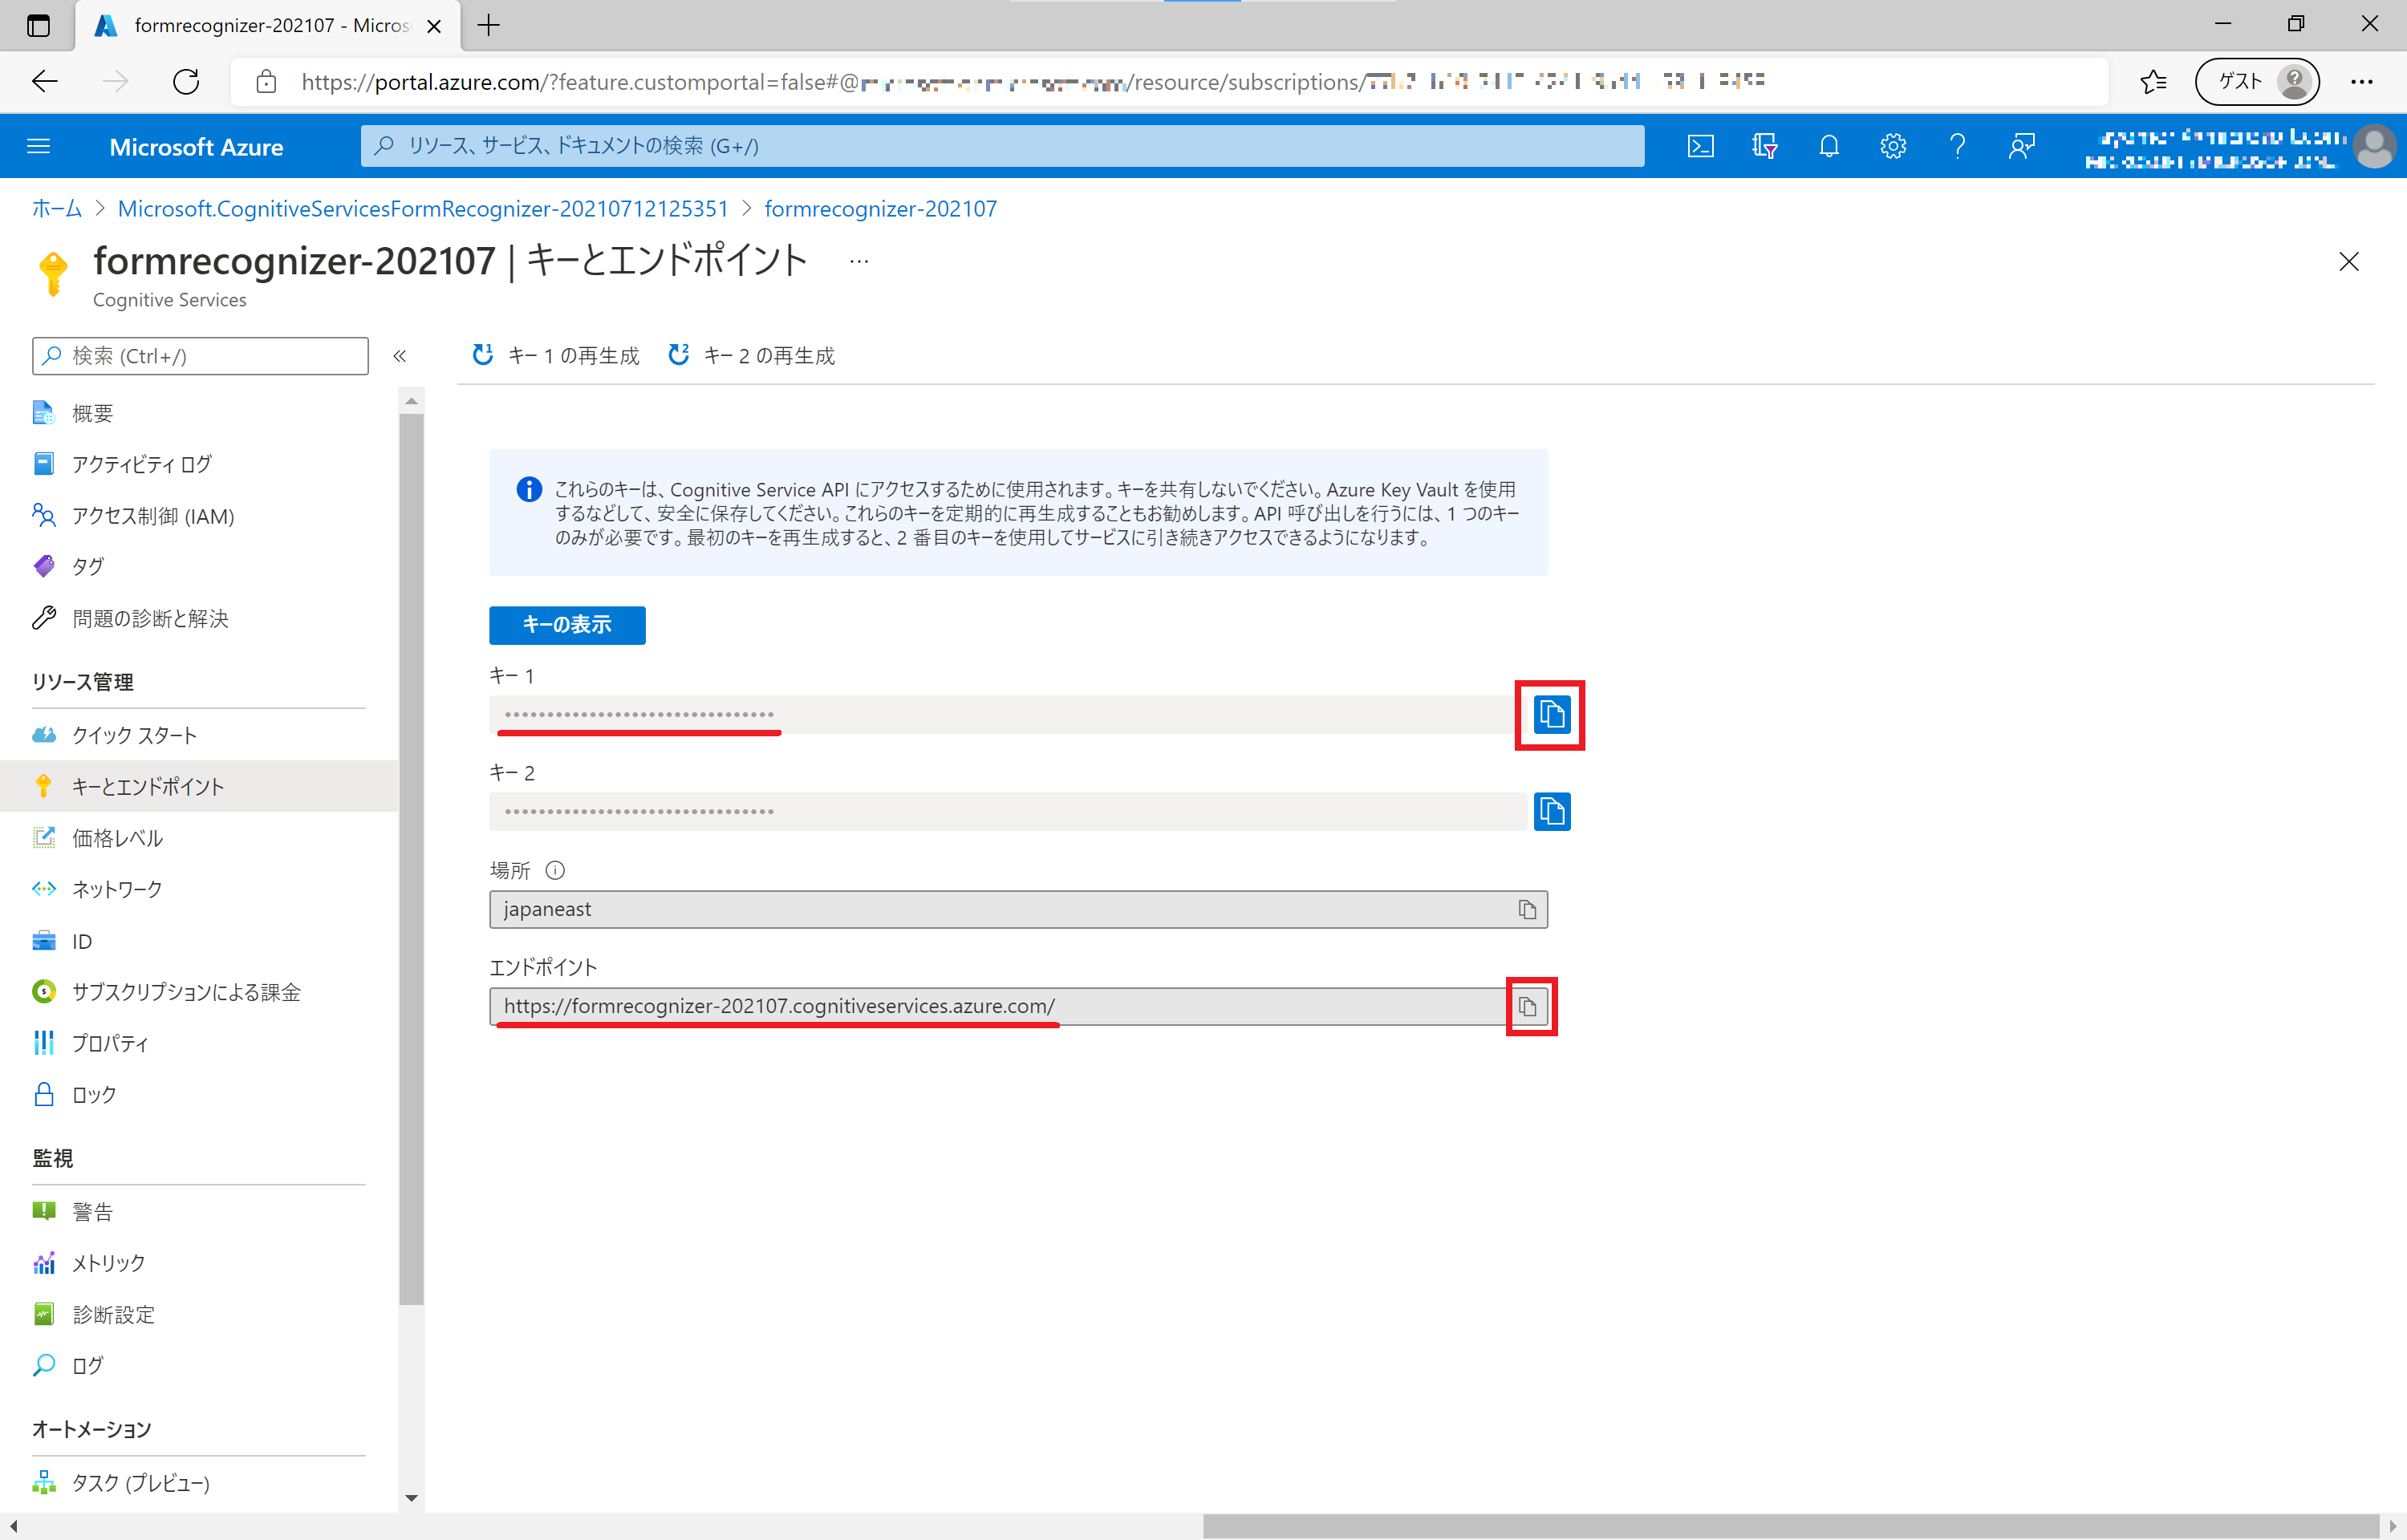 formrecognizer-202107 - Micros
https://portal.azure.com/?feature.customportal=false#@
/resource/subscriptions/
ゲスト
Microsoft Azure
リソース、サービス、ドキュメントの検索 (G+/)
ホーム > Microsoft.CognitiveServicesFormRecognizer-20210712125351 > formrecognizer-202107
formrecognizer-202107 | キーとエンドポイント ...
Cognitive Services
検索 (Ctrl+/)
«
概要
アクティビティ ログ
アクセス制御 (IAM)
タグ
問題の診断と解決
リソース管理
クイック スタート
キーとエンドポイント
価格レベル
ネットワーク
ID
サブスクリプションによる課金
プロパティ
ロック
監視
警告
メトリック
診断設定
ログ
オートメーション
タスク (プレビュー)
キー 1 の再生成
キー 2 の再生成
これらのキーは、Cognitive Service API にアクセスするために使用されます。キーを共有しないでください。Azure Key Vault を使用
するなどして、安全に保存してください。これらのキーを定期的に再生成することもお勧めします。API 呼び出しを行うには、1 つのキー
のみが必要です。最初のキーを再生成すると、2 番目のキーを使用してサービスに引き続きアクセスできるようになります。
キーの表示
キー 1
••••••••••••••••••••••••••••••••
キー 2
••••••••••••••••••••••••••••••••
場所
japaneast
エンドポイント
https://formrecognizer-202107.cognitiveservices.azure.com/